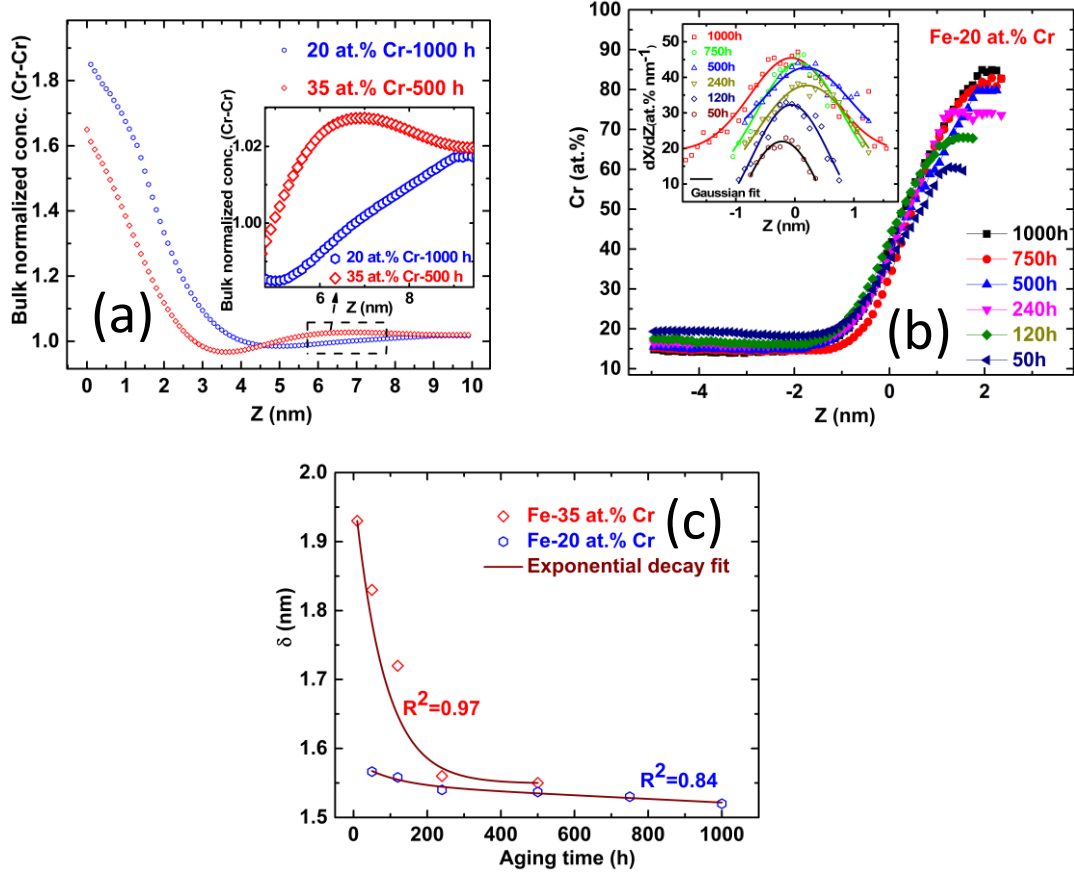 20 at.% Cr-1000 h
35 at.% Cr-500 h
Bulk normalized conc. (Cr-Cr)
1.8
1.6
1.4
1.2
1.0
0 1 2 3 4 5 6 7 8 9 10
Z (nm)
(a)
Bulk normalized conc. (Cr-Cr)
1.02
1.00
6 8
Z (nm)
20 at.% Cr-1000 h
35 at.% Cr-500 h
Fe-20 at.% Cr
Cr (at.%)
100
90
80
70
60
50
40
30
20
10
-4 -2 0 2
Z (nm)
(b)
1000h
750h
500h
240h
120h
50h
dX/dZ(at.% nm⁻¹)
50
40
30
20
10
1000h
750h
500h
240h
120h
50h
Gaussian fit
-1 0 1
Z (nm)
Fe-35 at.% Cr
Fe-20 at.% Cr
Exponential decay fit
(c)
δ (nm)
2.0
1.9
1.8
1.7
1.6
1.5
R²=0.97
R²=0.84
0 200 400 600 800 1000
Aging time (h)